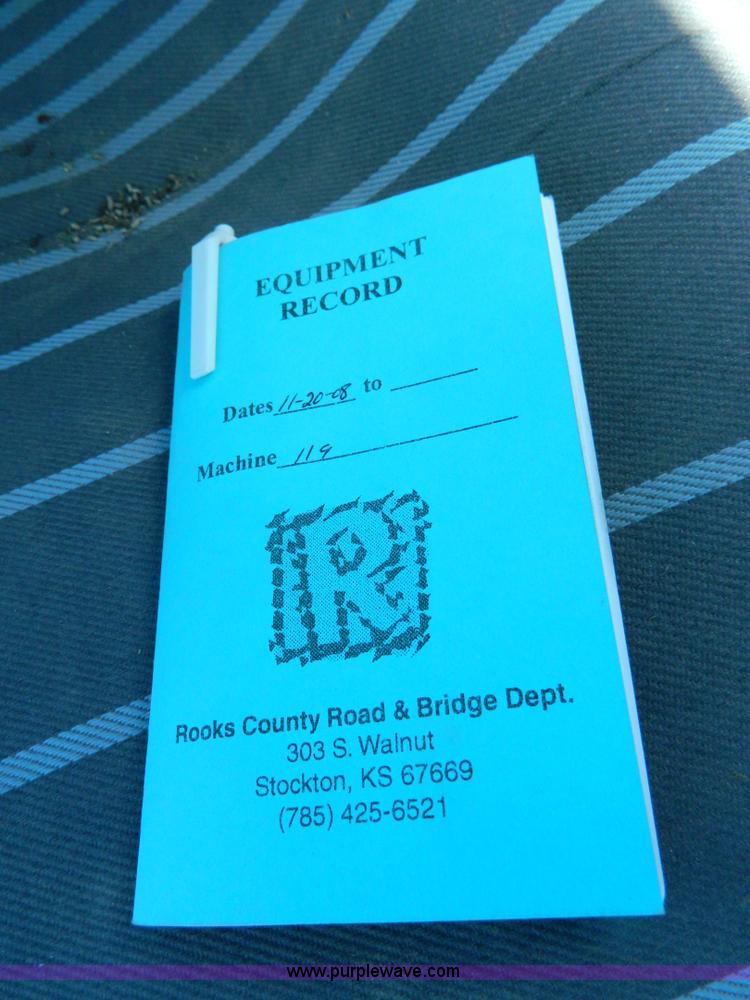 EQUIPMENT
RECORD
Dates 11-20-08 to
Machine 119
R
Rooks County Road & Bridge Dept.
303 S. Walnut
Stockton, KS 67669
(785) 425-6521
www.purplewave.com